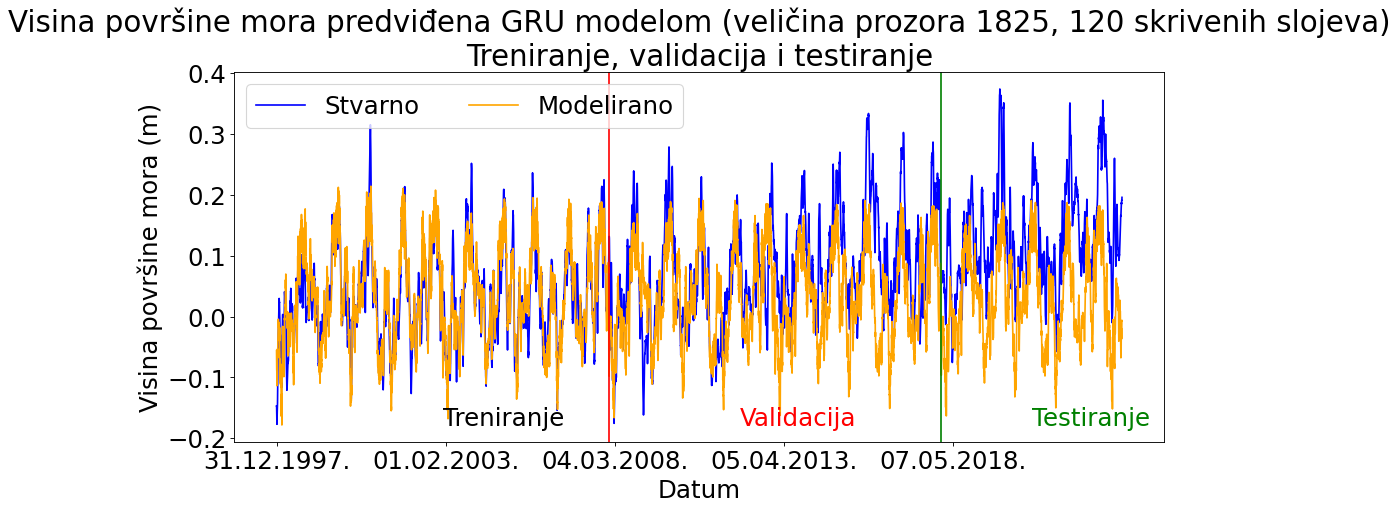 Visina površine mora predviđena GRU modelom (veličina prozora 1825, 120 skrivenih slojeva)
Treniranje, validacija i testiranje
Stvarno
Modelirano
Visina površine mora (m)
0.4
0.3
0.2
0.1
0.0
−0.1
−0.2
Treniranje
Validacija
Testiranje
31.12.1997.
01.02.2003.
04.03.2008.
05.04.2013.
07.05.2018.
Datum